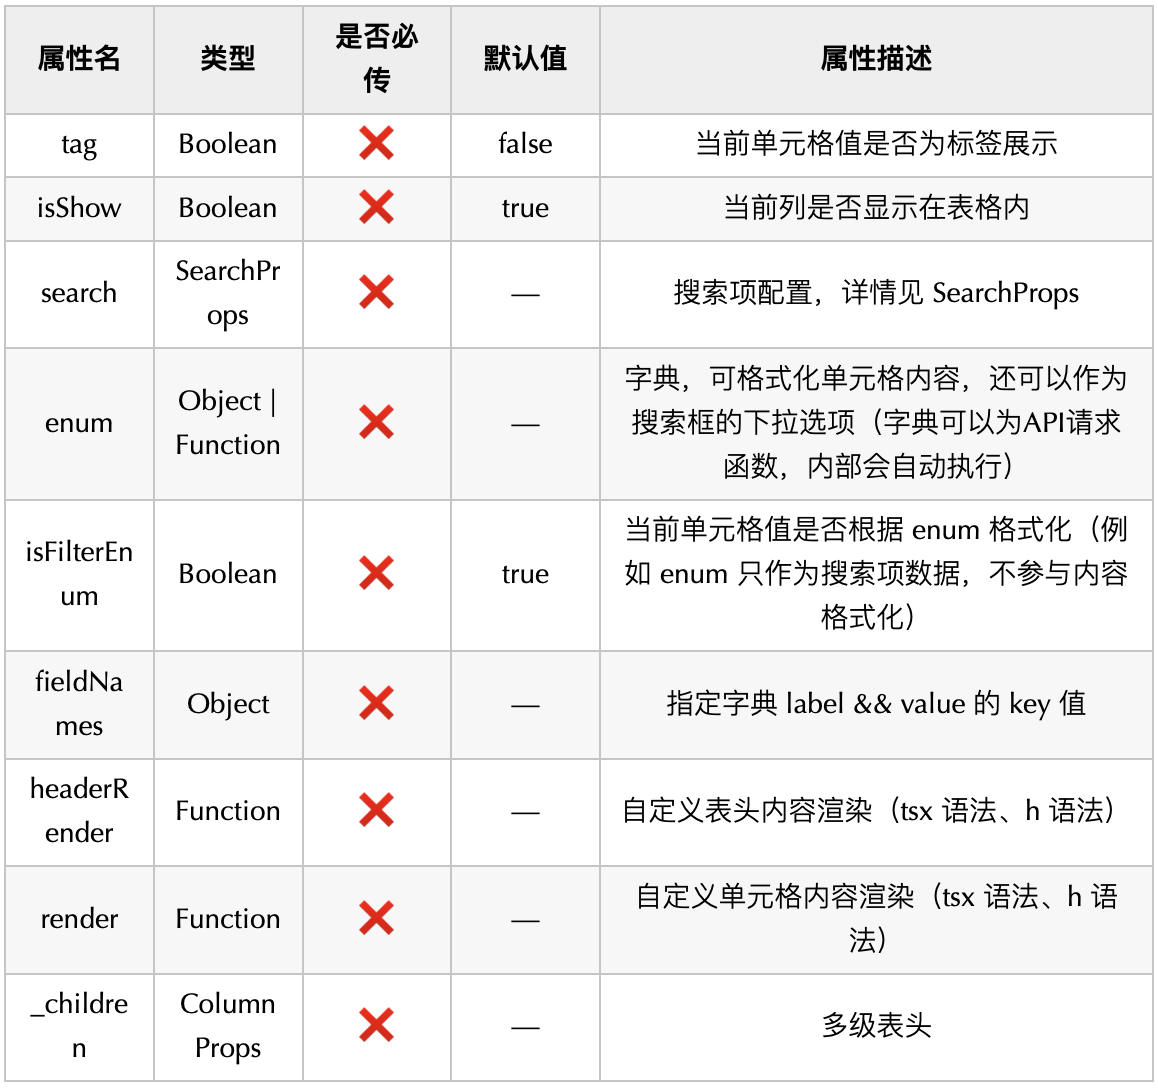 属性名 类型 是否必传 默认值 属性描述
tag Boolean ❌ false 当前单元格值是否为标签展示
isShow Boolean ❌ true 当前列是否显示在表格内
search SearchProps ❌ — 搜索项配置，详情见 SearchProps
enum Object | Function ❌ — 字典，可格式化单元格内容，还可以作为搜索框的下拉选项（字典可以为API请求函数，内部会自动执行）
isFilterEnum Boolean ❌ true 当前单元格值是否根据 enum 格式化（例如 enum 只作为搜索项数据，不参与内容格式化）
fieldNames Object ❌ — 指定字典 label && value 的 key 值
headerRender Function ❌ — 自定义表头内容渲染（tsx 语法、h 语法）
render Function ❌ — 自定义单元格内容渲染（tsx 语法、h 语法）
_children ColumnProps ❌ — 多级表头